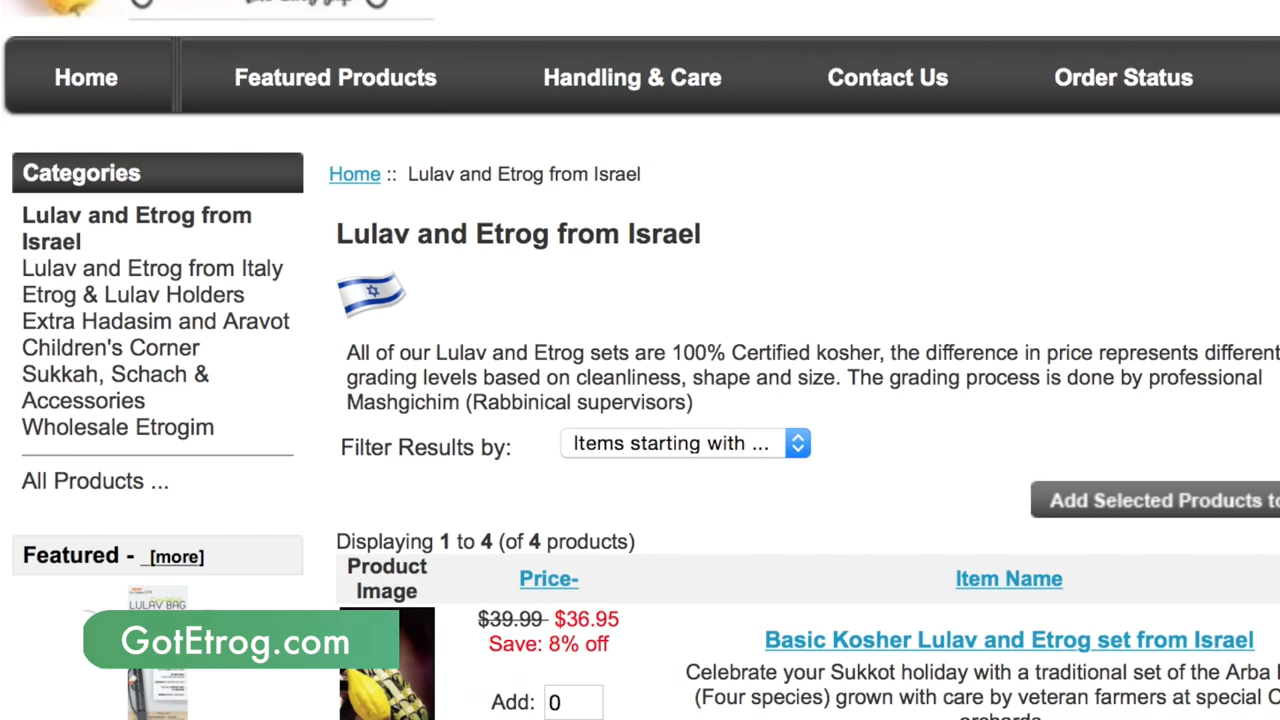 Home
Featured Products
Handling & Care
Contact Us
Order Status
Categories
Lulav and Etrog from
Israel
Lulav and Etrog from Italy
Etrog & Lulav Holders
Extra Hadasim and Aravot
Children's Corner
Sukkah, Schach &
Accessories
Wholesale Etrogim
All Products ...
Featured - [more]
LULAV BAG
GotEtrog.com
Home :: Lulav and Etrog from Israel
Lulav and Etrog from Israel
All of our Lulav and Etrog sets are 100% Certified kosher, the difference in price represents different
grading levels based on cleanliness, shape and size. The grading process is done by professional
Mashgichim (Rabbinical supervisors)
Filter Results by:
Items starting with ...
Add Selected Products to
Displaying 1 to 4 (of 4 products)
Product
Image
Price-
Item Name
$39.99 $36.95
Save: 8% off
Add: 0
Basic Kosher Lulav and Etrog set from Israel
Celebrate your Sukkot holiday with a traditional set of the Arba
(Four species) grown with care by veteran farmers at special